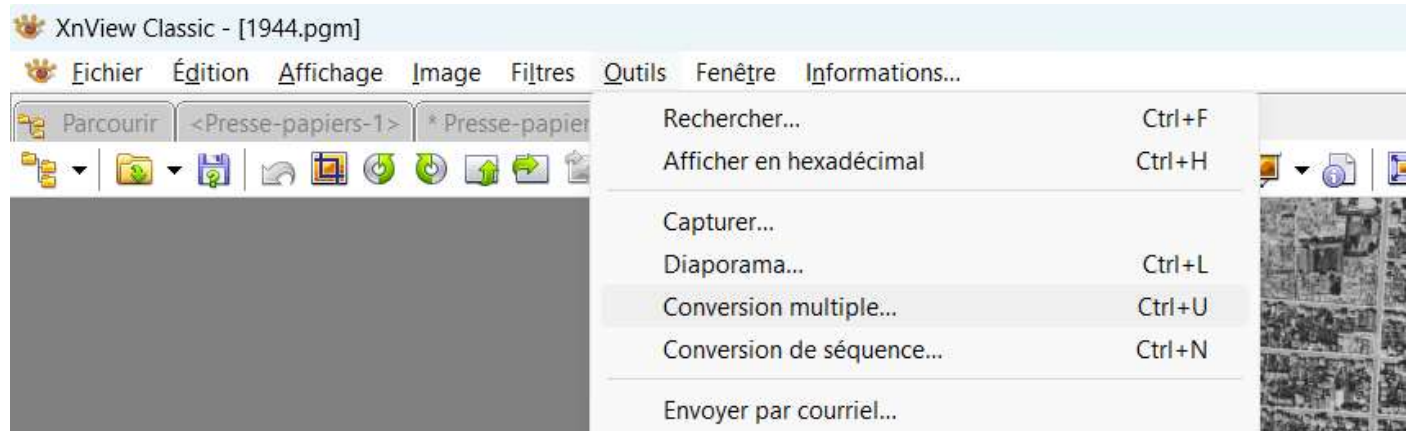 XnView Classic - [1944.pgm]
Fichier Édition Affichage Image Filtres Outils Fenêtre Informations...
Parcourir <Presse-papiers-1> * Presse-papier
Rechercher... Ctrl+F
Afficher en hexadécimal Ctrl+H
Capturer...
Diaporama... Ctrl+L
Conversion multiple... Ctrl+U
Conversion de séquence... Ctrl+N
Envoyer par courriel...